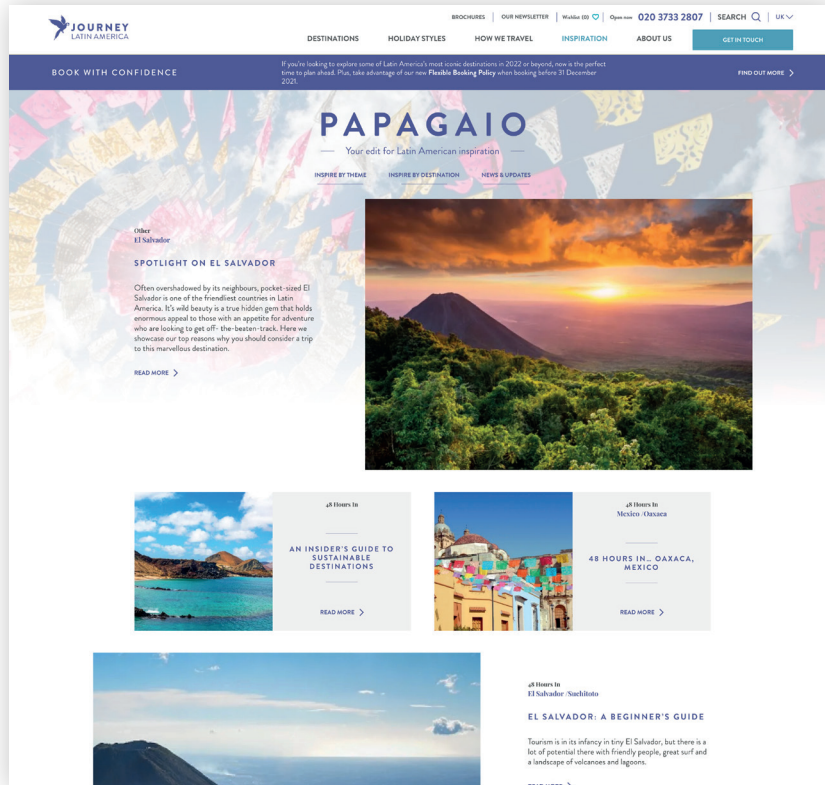 JOURNEY
LATIN AMERICA
BROCHURES | OUR NEWSLETTER | Wishlist (0) | Open now 020 3733 2807 | SEARCH | UK
DESTINATIONS HOLIDAY STYLES HOW WE TRAVEL INSPIRATION ABOUT US GET IN TOUCH
BOOK WITH CONFIDENCE
If you're looking to explore some of Latin America's most iconic destinations in 2022 or beyond, now is the perfect
time to plan ahead. Plus, take advantage of our new Flexible Booking Policy when booking before 31 December
2021.
FIND OUT MORE
PAPAGAIO
Your edit for Latin American inspiration
INSPIRE BY THEME INSPIRE BY DESTINATION NEWS & UPDATES
Other
El Salvador
SPOTLIGHT ON EL SALVADOR
Often overshadowed by its neighbours, pocket-sized El
Salvador is one of the friendliest countries in Latin
America. It's wild beauty is a true hidden gem that holds
enormous appeal to those with an appetite for adventure
who are looking to get off- the-beaten-track. Here we
showcase our top reasons why you should consider a trip
to this marvellous destination.
READ MORE
48 Hours In
AN INSIDER'S GUIDE TO
SUSTAINABLE
DESTINATIONS
READ MORE
48 Hours In
Mexico /Oaxaca
48 HOURS IN... OAXACA,
MEXICO
READ MORE
48 Hours In
El Salvador /Suchitoto
EL SALVADOR: A BEGINNER'S GUIDE
Tourism is in its infancy in tiny El Salvador, but there is a
lot of potential there with friendly people, great surf and
a landscape of volcanoes and lagoons.
READ MORE